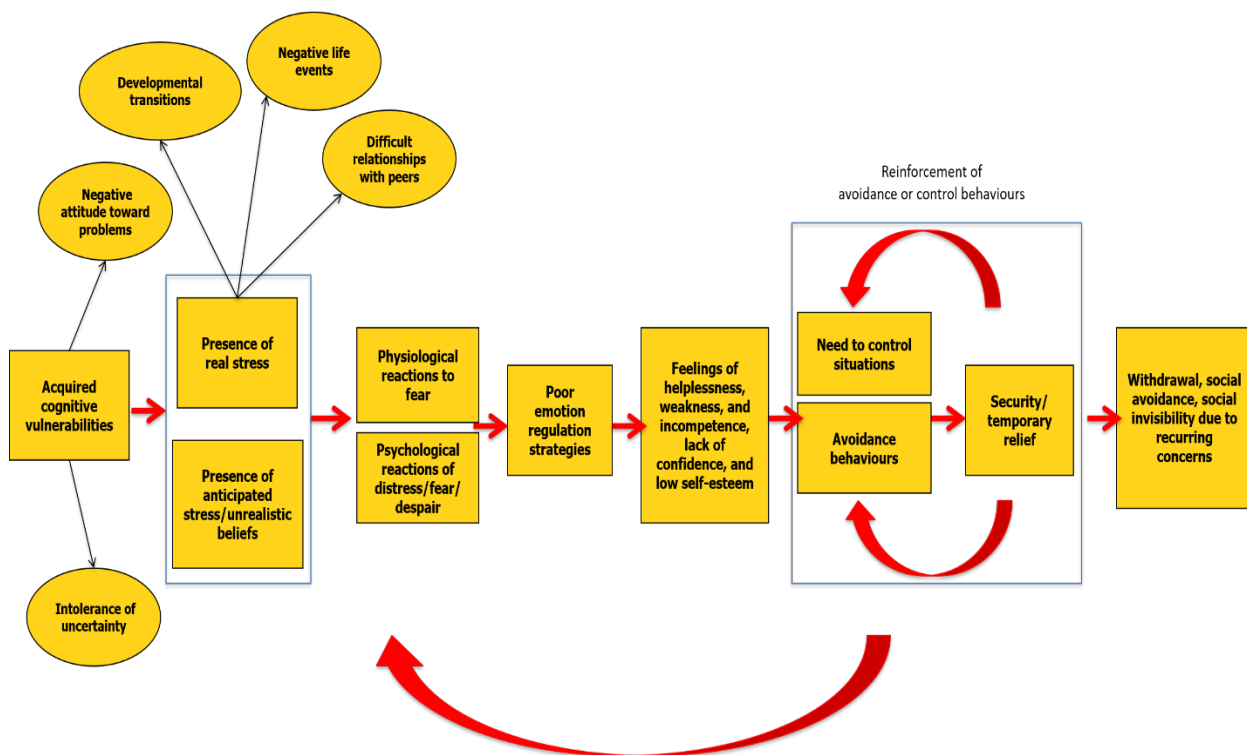 Negative life
events
Developmental
transitions
Difficult
relationships
with peers
Negative
attitude toward
problems
Reinforcement of
avoidance or control behaviours
Acquired
cognitive
vulnerabilities
Presence of
real stress
Presence of
anticipated
stress/unrealistic
beliefs
Physiological
reactions to
fear
Psychological
reactions of
distress/fear/
despair
Poor
emotion
regulation
strategies
Feelings of
helplessness,
weakness, and
incompetence,
lack of
confidence, and
low self-esteem
Need to control
situations
Avoidance
behaviours
Security/
temporary
relief
Withdrawal, social
avoidance, social
invisibility due to
recurring
concerns
Intolerance of
uncertainty